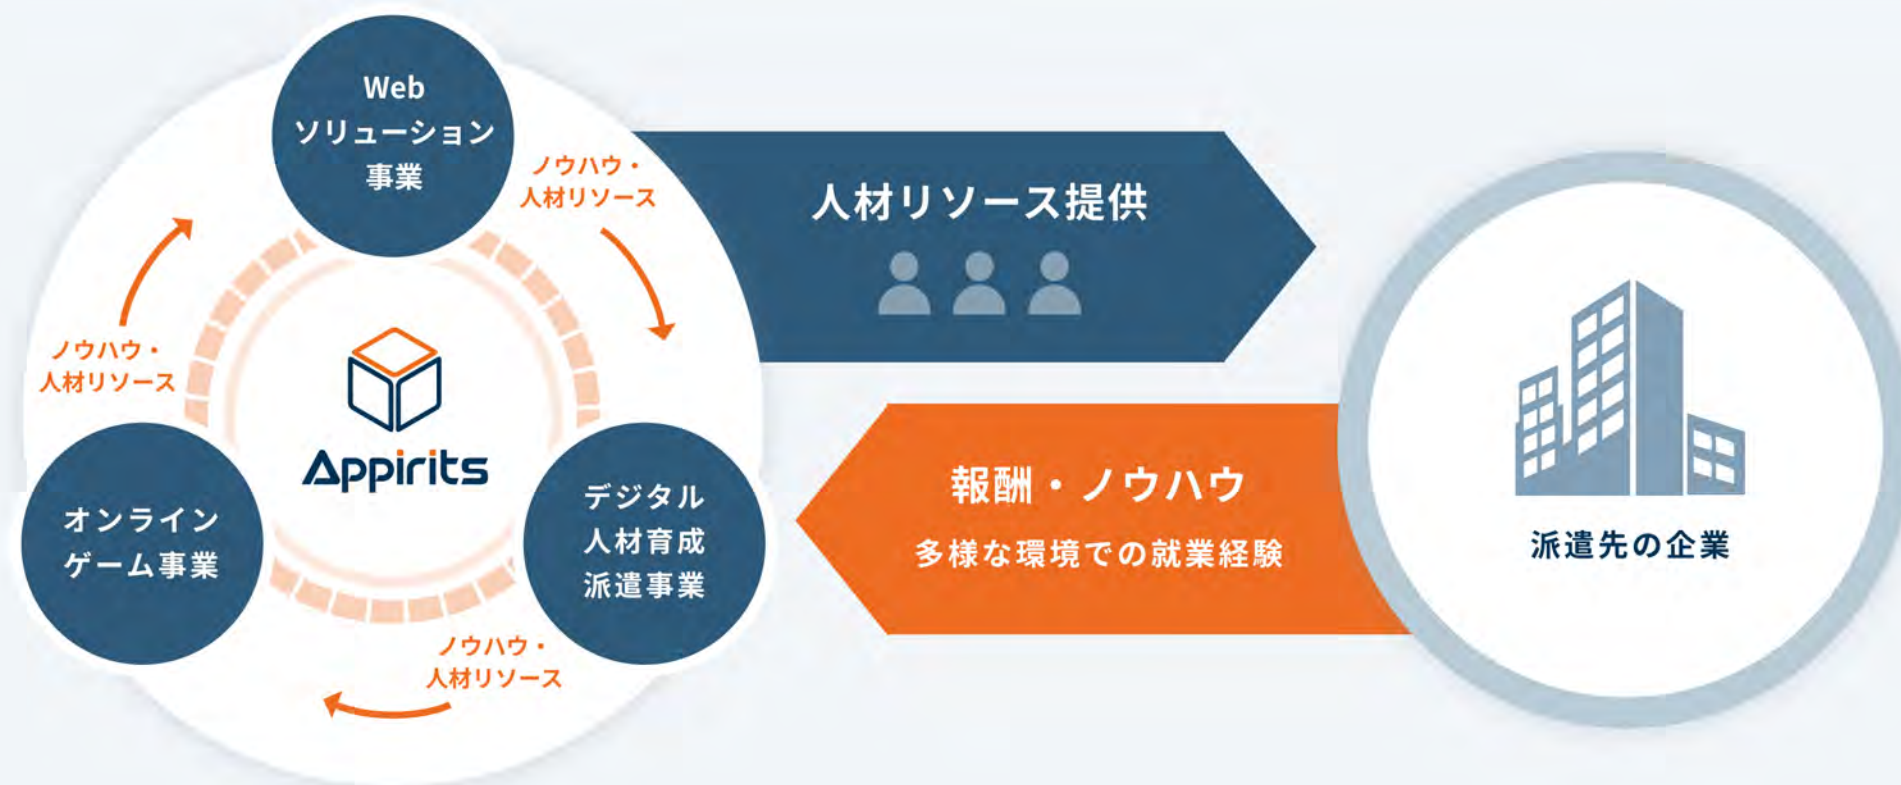 Web
ソリューション
事業
ノウハウ・
人材リソース
ノウハウ・
人材リソース
Appirits
オンライン
ゲーム事業
デジタル
人材育成
派遣事業
ノウハウ・
人材リソース
人材リソース提供
報酬・ノウハウ
多様な環境での就業経験
派遣先の企業